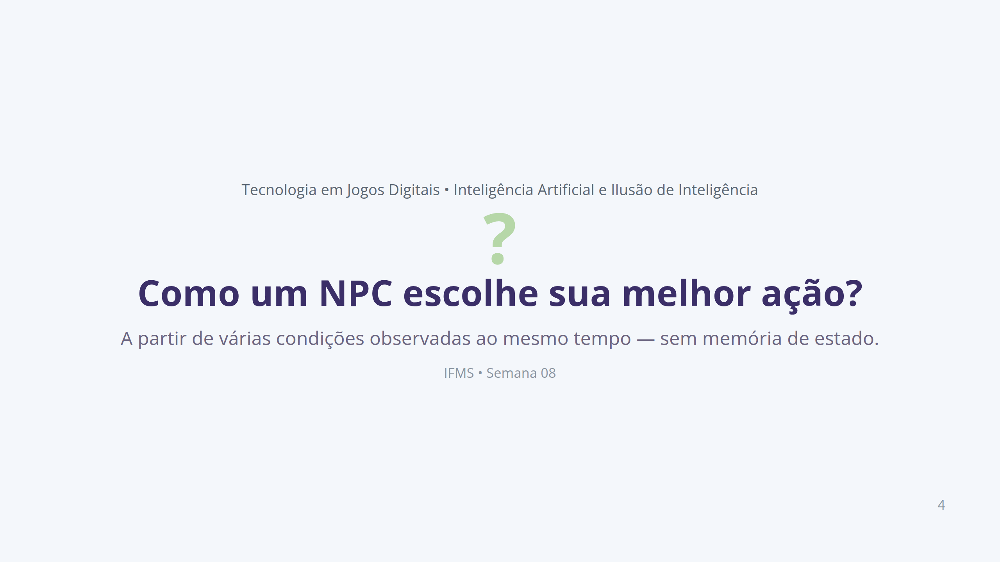 Tecnologia em Jogos Digitais • Inteligência Artificial e Ilusão de Inteligência
?
Como um NPC escolhe sua melhor ação?
A partir de várias condições observadas ao mesmo tempo — sem memória de estado.
IFMS • Semana 08
4